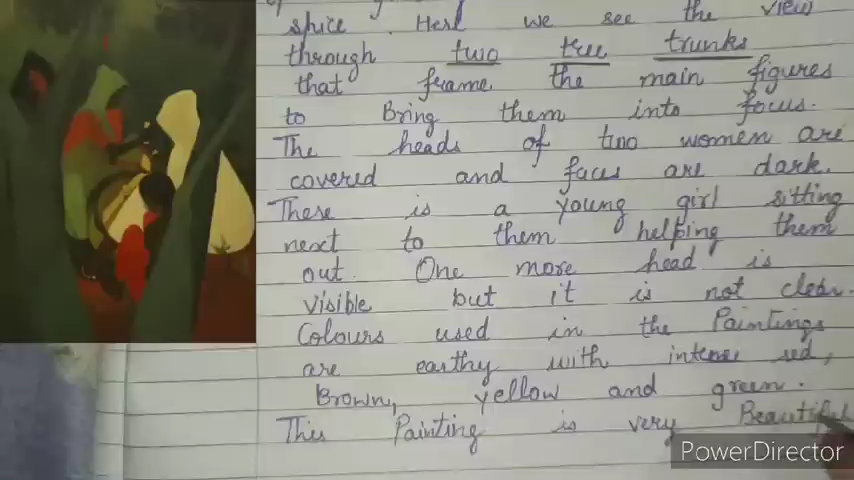 spice. Here we see the view
through two tree trunks
that frame the main figures
to Bring them into focus.
The heads of two women are
covered and faces are dark.
There is a young girl sitting
next to them helping them
out. One more head is
visible but it is not clear.
Colours used in the Paintings
are earthy with intense red,
Brown, yellow and green.
This Painting is very Beautiful
PowerDirector